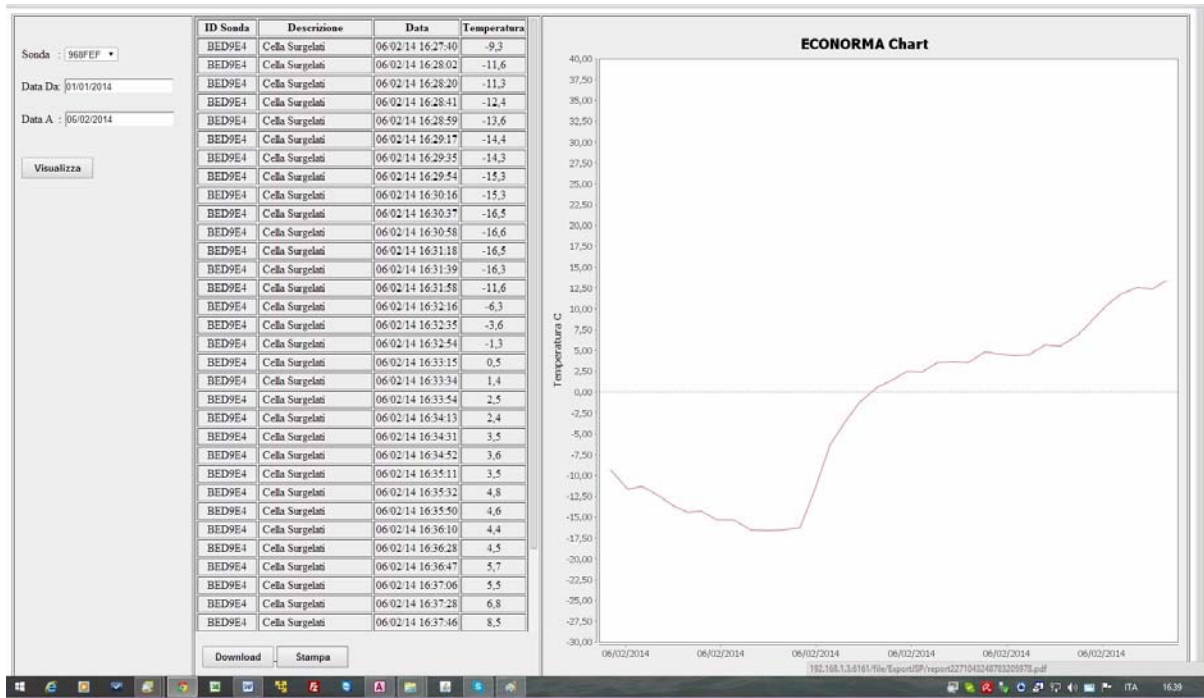 Sonda : 968FEF
Data Da: 01/01/2014
Data A : 06/02/2014
Visualizza
ID Sonda Descrizione Data Temperatura
BED9E4 Cella Surgelati 06/02/14 16:27:40 -9,3
BED9E4 Cella Surgelati 06/02/14 16:28:02 -11,6
BED9E4 Cella Surgelati 06/02/14 16:28:20 -11,3
BED9E4 Cella Surgelati 06/02/14 16:28:41 -12,4
BED9E4 Cella Surgelati 06/02/14 16:28:59 -13,6
BED9E4 Cella Surgelati 06/02/14 16:29:17 -14,4
BED9E4 Cella Surgelati 06/02/14 16:29:35 -14,3
BED9E4 Cella Surgelati 06/02/14 16:29:54 -15,3
BED9E4 Cella Surgelati 06/02/14 16:30:16 -15,3
BED9E4 Cella Surgelati 06/02/14 16:30:37 -16,5
BED9E4 Cella Surgelati 06/02/14 16:30:58 -16,6
BED9E4 Cella Surgelati 06/02/14 16:31:18 -16,5
BED9E4 Cella Surgelati 06/02/14 16:31:39 -16,3
BED9E4 Cella Surgelati 06/02/14 16:31:58 -11,6
BED9E4 Cella Surgelati 06/02/14 16:32:16 -6,3
BED9E4 Cella Surgelati 06/02/14 16:32:35 -3,6
BED9E4 Cella Surgelati 06/02/14 16:32:54 -1,3
BED9E4 Cella Surgelati 06/02/14 16:33:15 0,5
BED9E4 Cella Surgelati 06/02/14 16:33:34 1,4
BED9E4 Cella Surgelati 06/02/14 16:33:54 2,5
BED9E4 Cella Surgelati 06/02/14 16:34:13 2,4
BED9E4 Cella Surgelati 06/02/14 16:34:31 3,5
BED9E4 Cella Surgelati 06/02/14 16:34:52 3,6
BED9E4 Cella Surgelati 06/02/14 16:35:11 3,5
BED9E4 Cella Surgelati 06/02/14 16:35:32 4,8
BED9E4 Cella Surgelati 06/02/14 16:35:50 4,6
BED9E4 Cella Surgelati 06/02/14 16:36:10 4,4
BED9E4 Cella Surgelati 06/02/14 16:36:28 4,5
BED9E4 Cella Surgelati 06/02/14 16:36:47 5,7
BED9E4 Cella Surgelati 06/02/14 16:37:06 5,5
BED9E4 Cella Surgelati 06/02/14 16:37:28 6,8
BED9E4 Cella Surgelati 06/02/14 16:37:46 8,5
Download Stampa
ECONORMA Chart
Temperatura C
40,00
37,50
35,00
32,50
30,00
27,50
25,00
22,50
20,00
17,50
15,00
12,50
10,00
7,50
5,00
2,50
0,00
-2,50
-5,00
-7,50
-10,00
-12,50
-15,00
-17,50
-20,00
-22,50
-25,00
-27,50
-30,00
06/02/2014 06/02/2014 06/02/2014 06/02/2014 06/02/2014 06/02/2014
192.168.1.3:6161/file/ExportJSP/report2271043248783205978.pdf
ITA 16.39